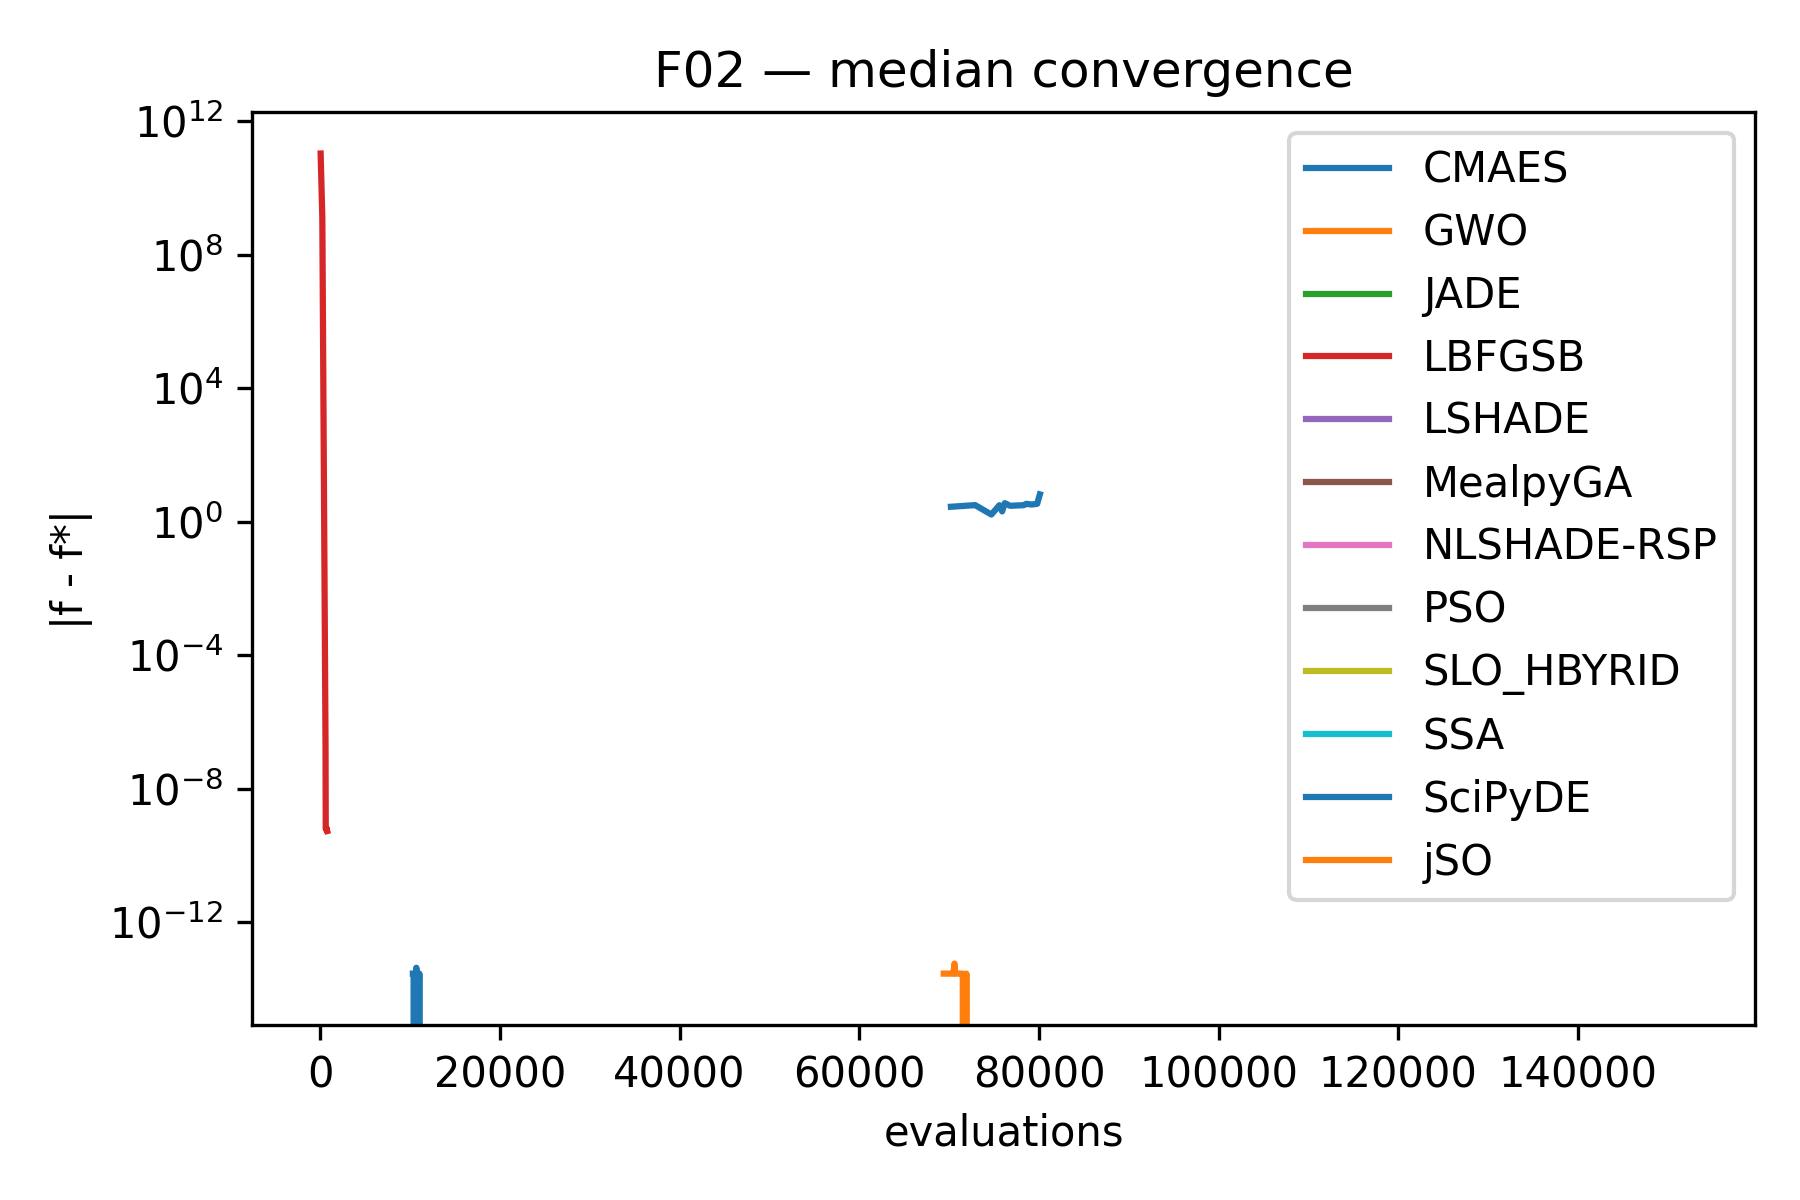 F02 — median convergence
10¹²
10⁸
10⁴
10⁰
10⁻⁴
10⁻⁸
10⁻¹²
|f - f*|
CMAES
GWO
JADE
LBFGSB
LSHADE
MealpyGA
NLSHADE-RSP
PSO
SLO_HBYRID
SSA
SciPyDE
jSO
0 20000 40000 60000 80000 100000 120000 140000
evaluations